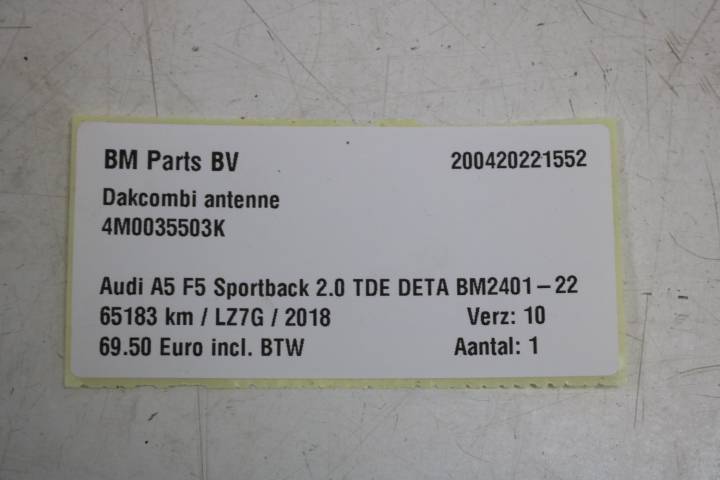 BM Parts BV 200420221552
Dakcombi antenne
4M0035503K
Audi A5 F5 Sportback 2.0 TDE DETA BM2401-22
65183 km / LZ7G / 2018 Verz: 10
69.50 Euro incl. BTW Aantal: 1